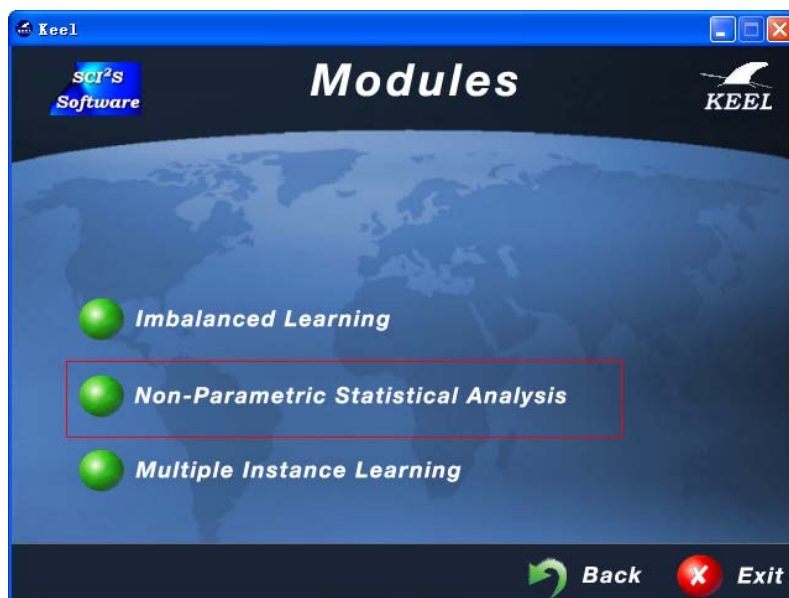 Keel
SCI²S
Software
Modules
KEEL
Imbalanced Learning
Non-Parametric Statistical Analysis
Multiple Instance Learning
Back
Exit